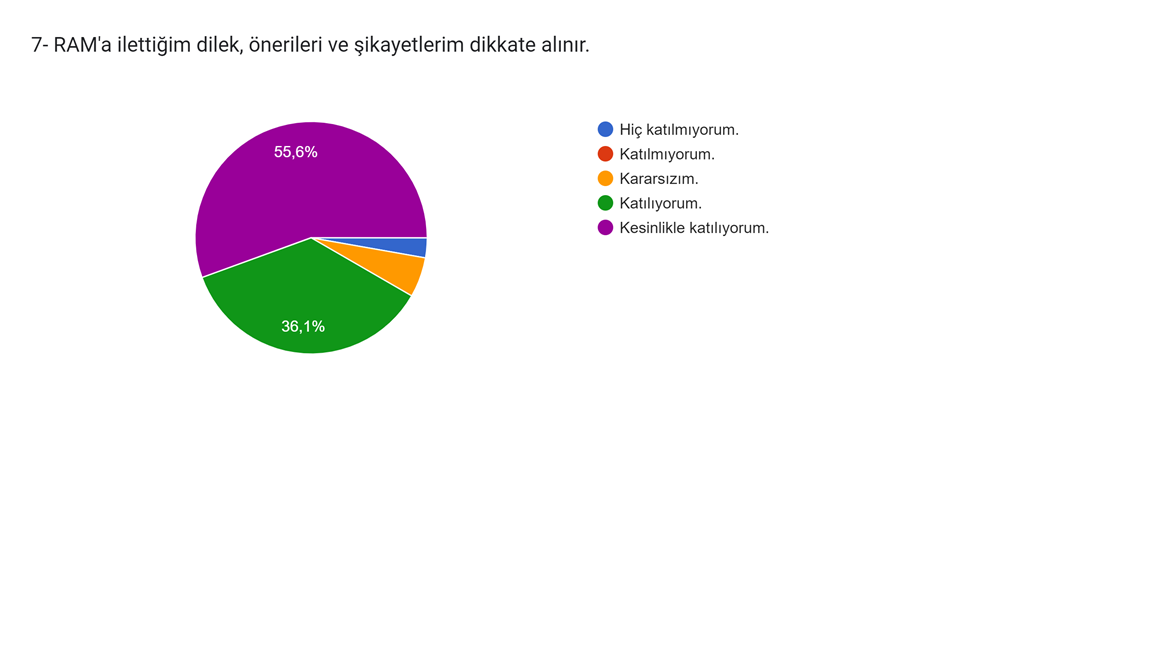 7- RAM'a ilettiğim dilek, önerileri ve şikayetlerim dikkate alınır.
55,6%
36,1%
Hiç katılmıyorum.
Katılmıyorum.
Kararsızım.
Katılıyorum.
Kesinlikle katılıyorum.